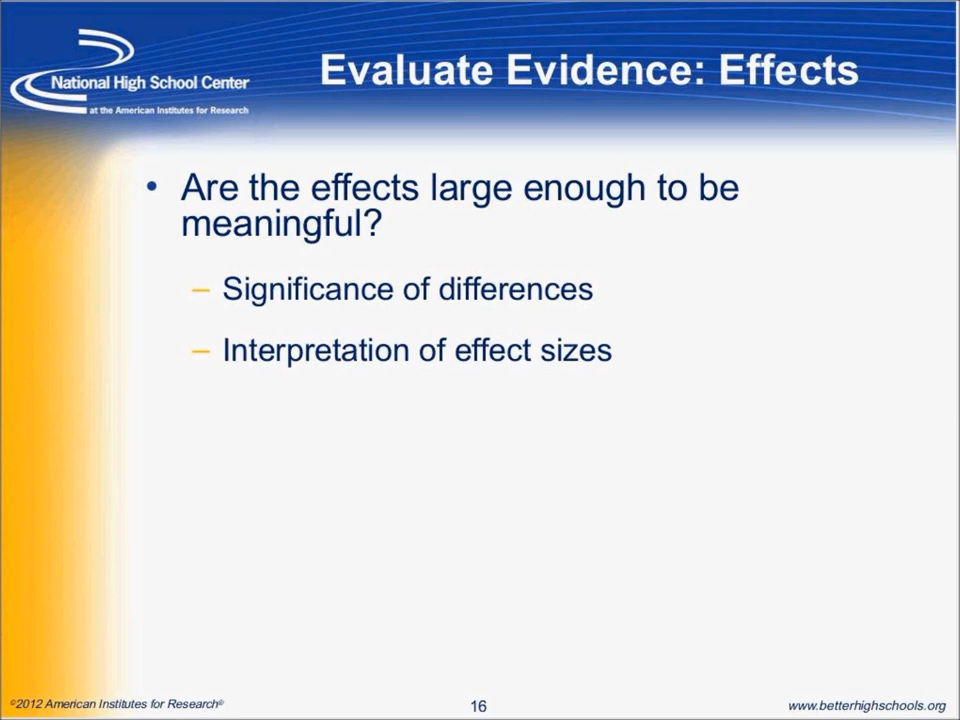 National High School Center
at the American Institutes for Research
Evaluate Evidence: Effects
• Are the effects large enough to be
meaningful?
– Significance of differences
– Interpretation of effect sizes
©2012 American Institutes for Research®
16
www.betterhighschools.org